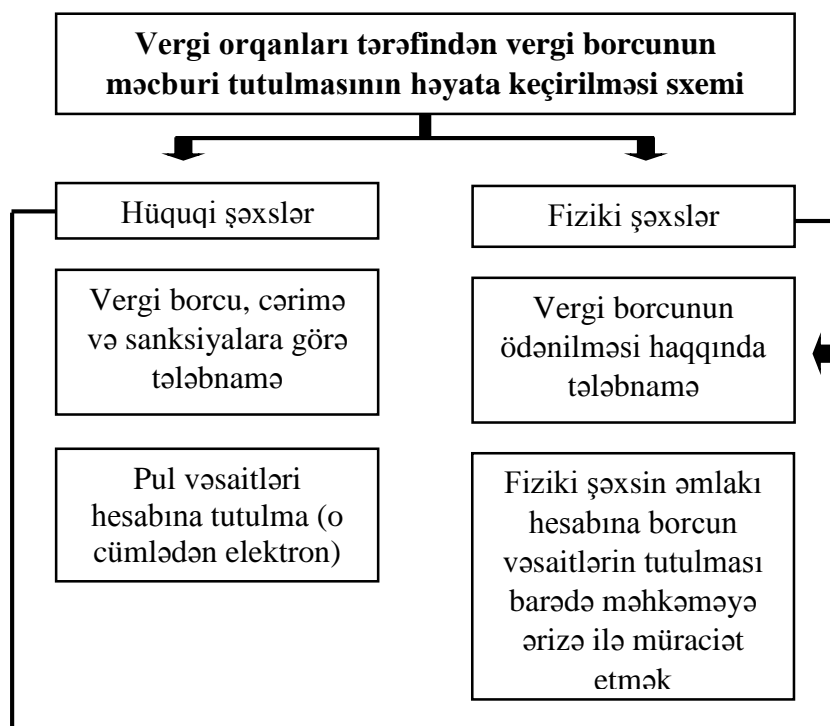 Vergi orqanları tərəfindən vergi borcunun
məcburi tutulmasının həyata keçirilməsi sxemi
Hüquqi şəxslər
Vergi borcu, cərimə
və sanksiyalara görə
tələbnamə
Pul vəsaitləri
hesabına tutulma (o
cümlədən elektron)
Fiziki şəxslər
Vergi borcunun
ödənilməsi haqqında
tələbnamə
Fiziki şəxsin əmlakı
hesabına borcun
vəsaitlərin tutulması
barədə məhkəməyə
ərizə ilə müraciət
etmək